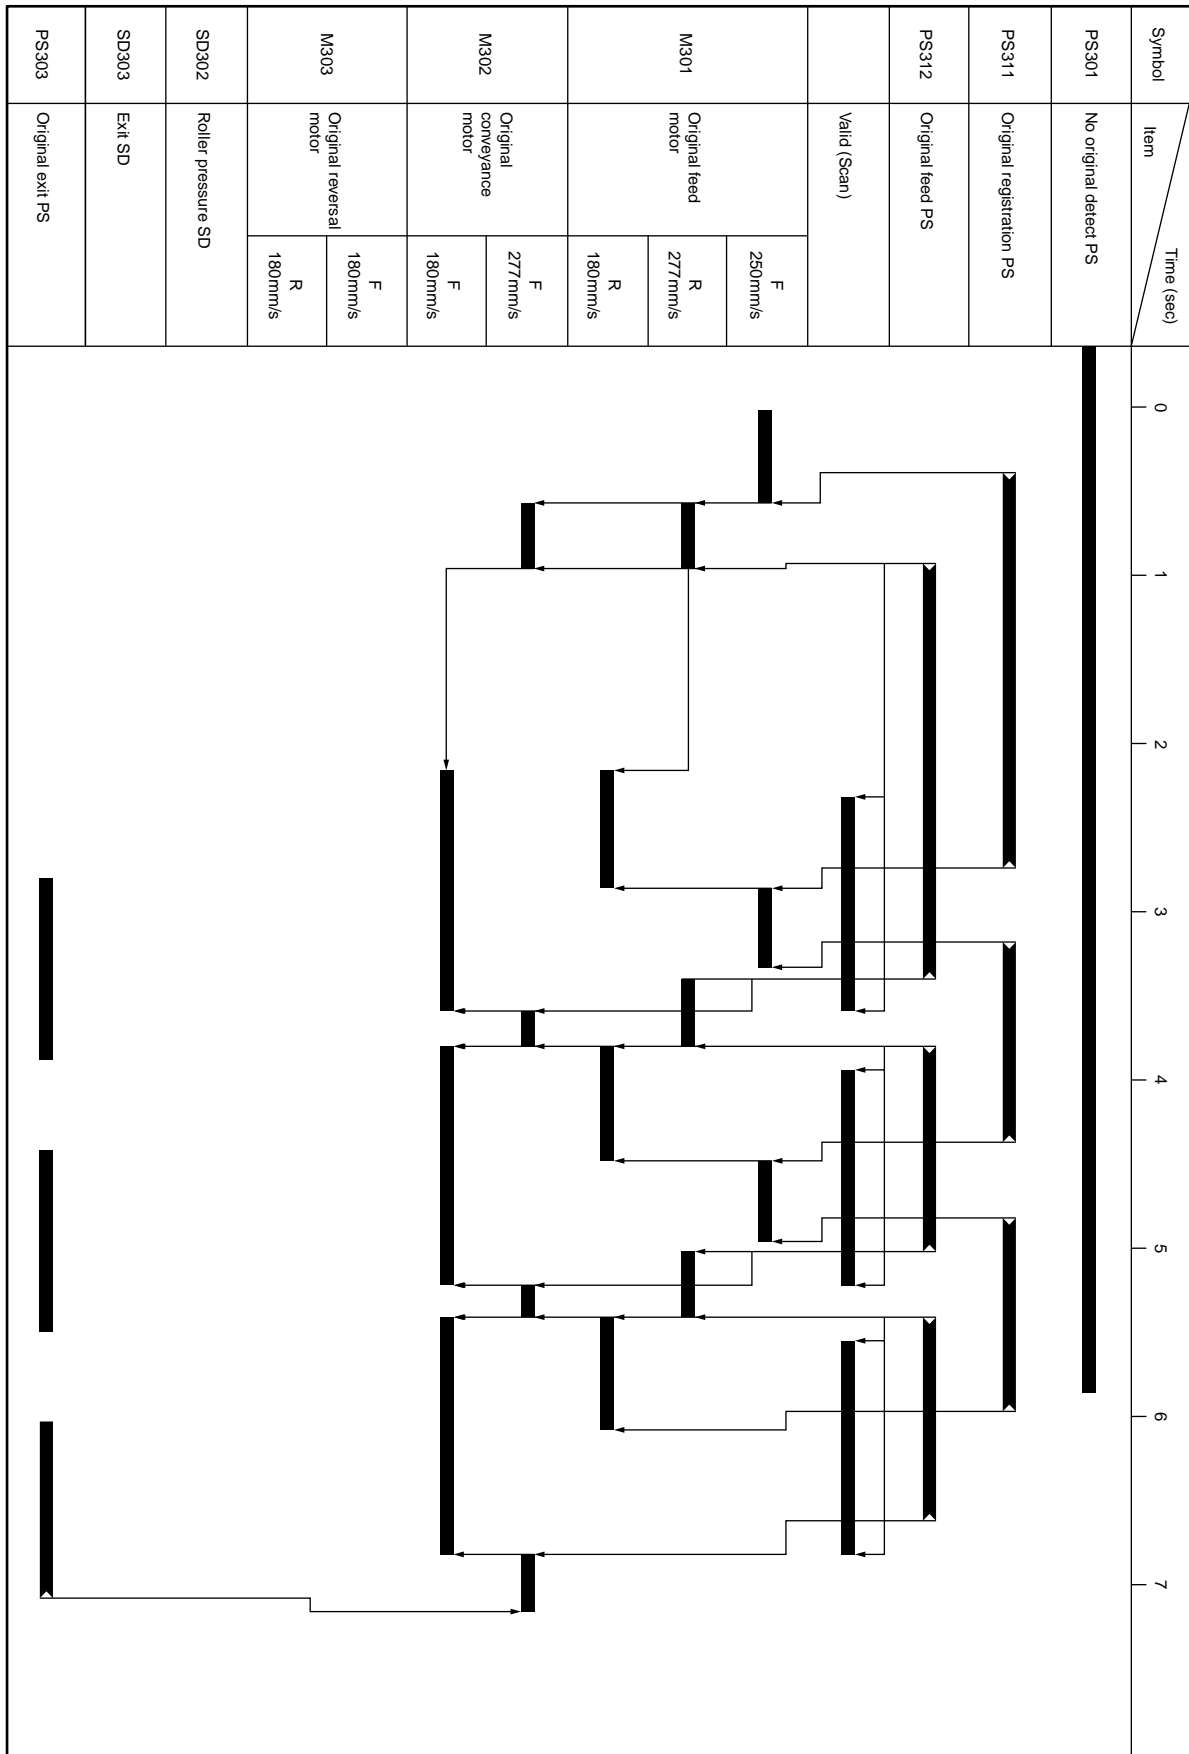 Symbol
Item
Time (sec)
0
1
2
3
4
5
6
7
PS301
No original detect PS
PS311
Original registration PS
PS312
Original feed PS
Valid (Scan)
M301
Original feed
motor
F
250mm/s
R
277mm/s
R
180mm/s
M302
Original
conveyance
motor
F
277mm/s
F
180mm/s
M303
Original reversal
motor
F
180mm/s
R
180mm/s
SD302
Roller pressure SD
SD303
Exit SD
PS303
Original exit PS